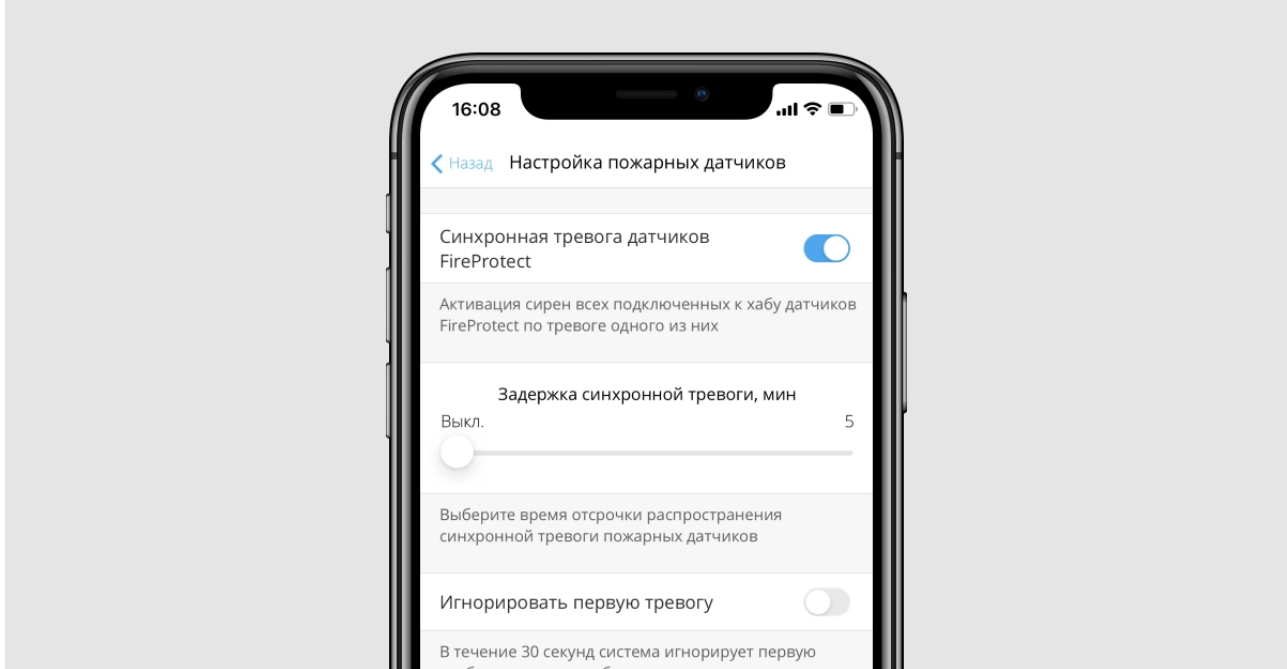 16:08
Назад Настройка пожарных датчиков
Синхронная тревога датчиков
FireProtect
Активация сирен всех подключенных к хабу датчиков
FireProtect по тревоге одного из них
Задержка синхронной тревоги, мин
Выкл. 5
Выберите время отсрочки распространения
синхронной тревоги пожарных датчиков
Игнорировать первую тревогу
В течение 30 секунд система игнорирует первую